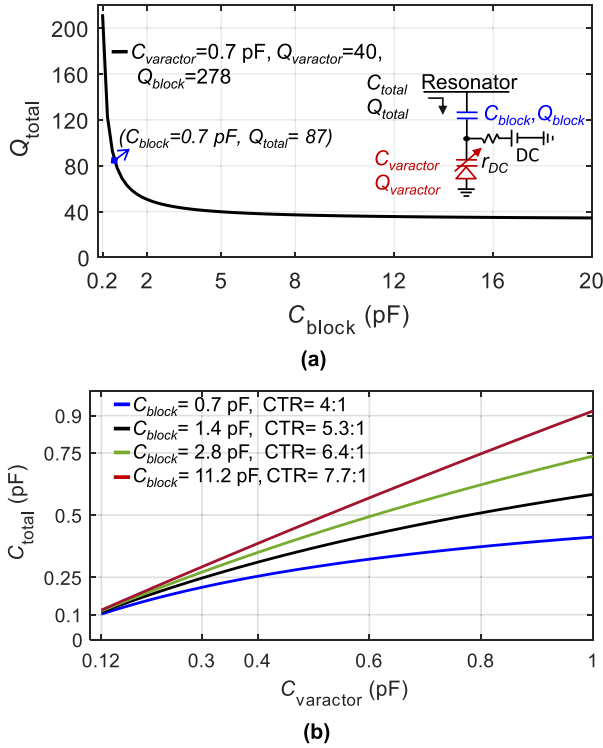 C_varactor=0.7 pF, Q_varactor=40,
Q_block=278
(C_block=0.7 pF, Q_total= 87)
C_total
Q_total
Resonator
C_block, Q_block
C_varactor
Q_varactor
r_DC
DC
Q_total
200
160
120
80
40
0
0.2
2
5
8
12
16
20
C_block (pF)
(a)
C_block= 0.7 pF, CTR= 4:1
C_block= 1.4 pF, CTR= 5.3:1
C_block= 2.8 pF, CTR= 6.4:1
C_block= 11.2 pF, CTR= 7.7:1
C_total (pF)
0.9
0.75
0.5
0.25
0.1
0
0.12
0.3
0.4
0.6
0.8
1
C_varactor (pF)
(b)